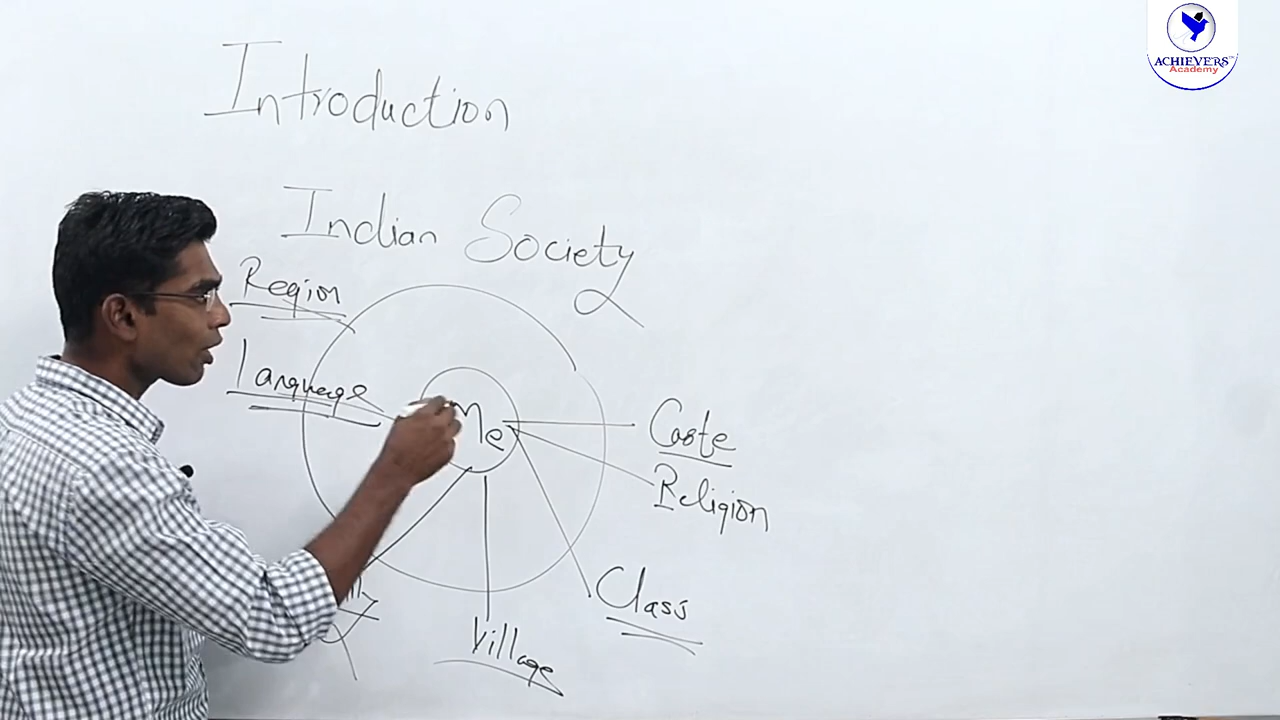 Introduction
Indian Society
Region
Language
Me
Caste
Religion
Class
Village
ACHIEVERS
Academy